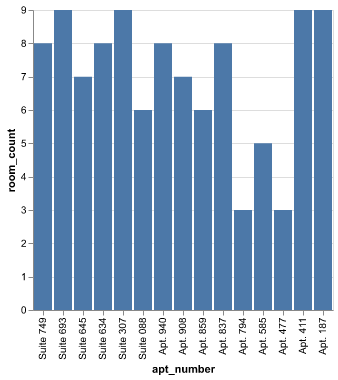 9
8
7
6
5
4
3
2
1
0
room_count
Suite 749
Suite 693
Suite 645
Suite 634
Suite 307
Suite 088
Apt. 940
Apt. 908
Apt. 859
Apt. 837
Apt. 794
Apt. 585
Apt. 477
Apt. 411
Apt. 187
apt_number